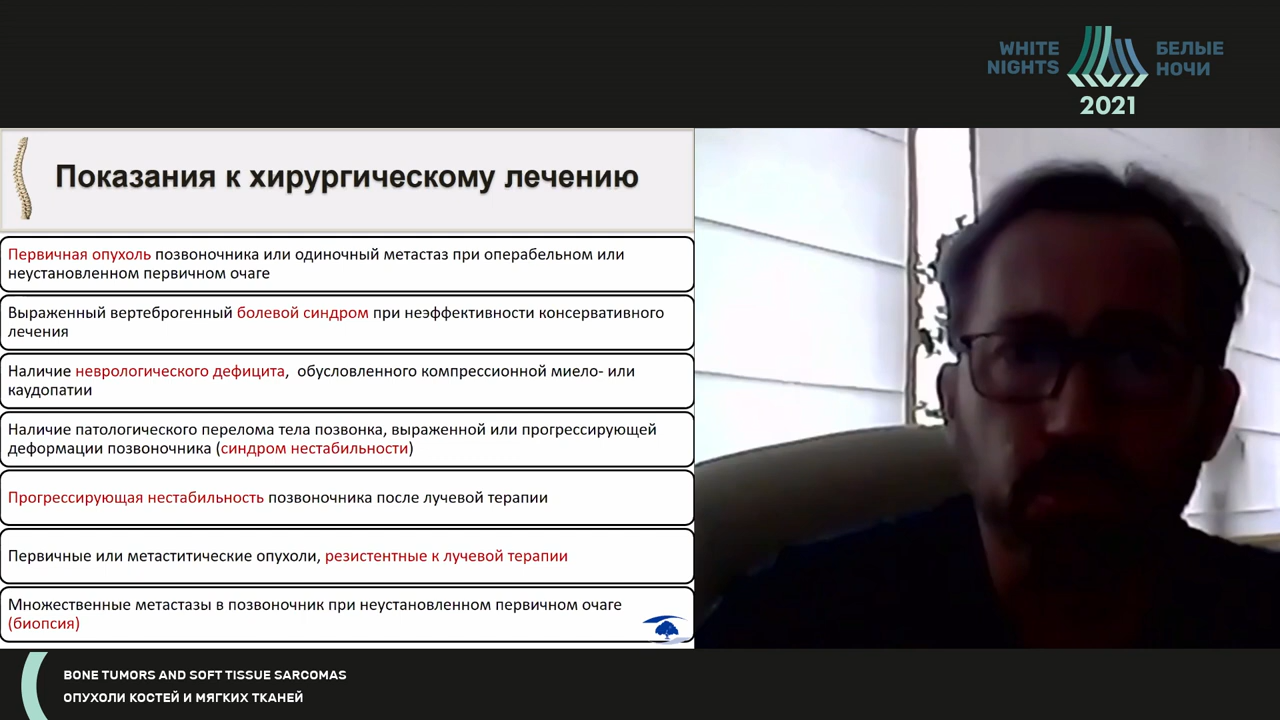 WHITE
NIGHTS
БЕЛЫЕ
НОЧИ
2021
Показания к хирургическому лечению
Первичная опухоль позвоночника или одиночный метастаз при операбельном или
неустановленном первичном очаге
Выраженный вертеброгенный болевой синдром при неэффективности консервативного
лечения
Наличие неврологического дефицита, обусловленного компрессионной миело- или
каудопатии
Наличие патологического перелома тела позвонка, выраженной или прогрессирующей
деформации позвоночника (синдром нестабильности)
Прогрессирующая нестабильность позвоночника после лучевой терапии
Первичные или метаститические опухоли, резистентные к лучевой терапии
Множественные метастазы в позвоночник при неустановленном первичном очаге
(биопсия)
BONE TUMORS AND SOFT TISSUE SARCOMAS
ОПУХОЛИ КОСТЕЙ И МЯГКИХ ТКАНЕЙ